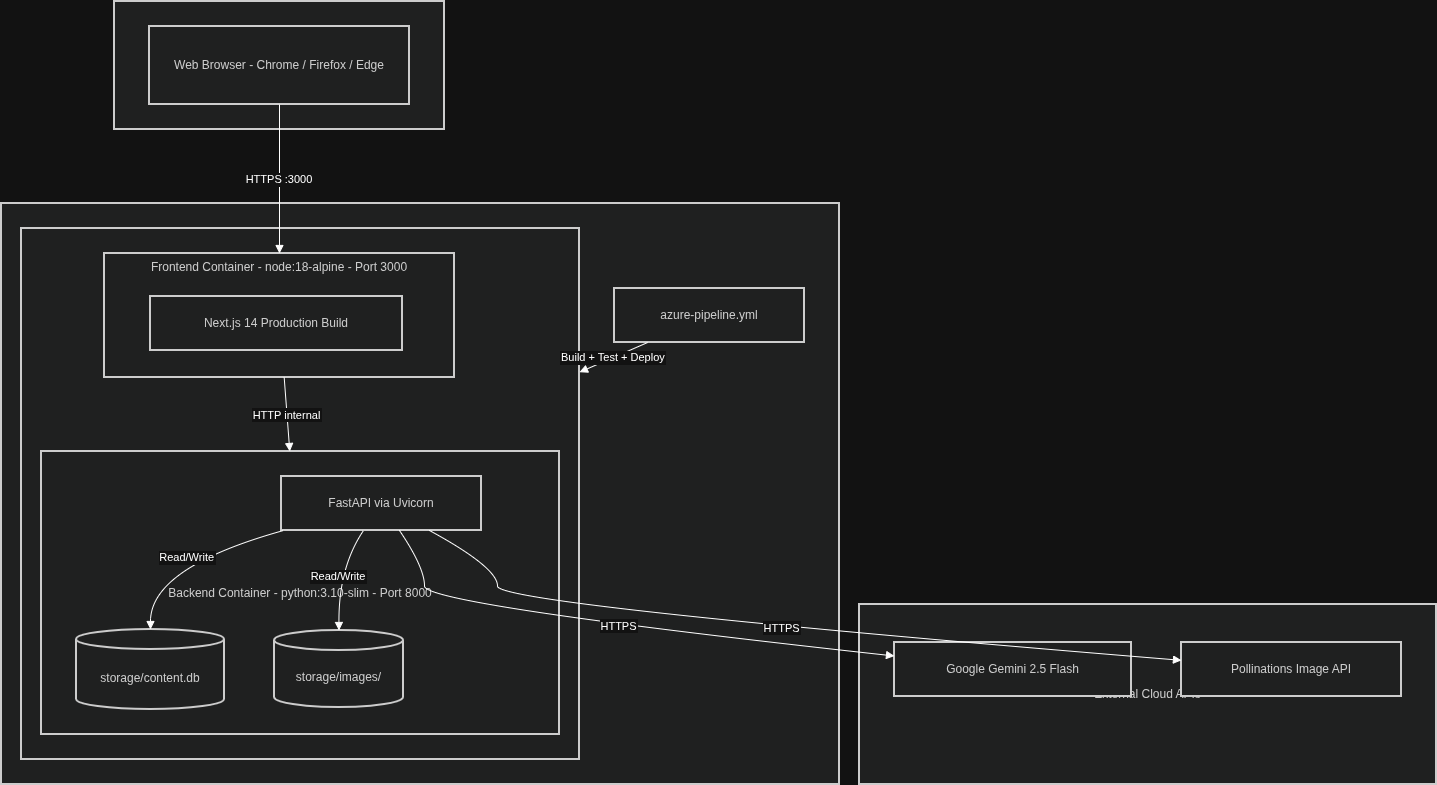 Web Browser - Chrome / Firefox / Edge
HTTPS :3000
Frontend Container - node:18-alpine - Port 3000
Next.js 14 Production Build
azure-pipeline.yml
Build + Test + Deploy
HTTP internal
FastAPI via Uvicorn
Read/Write
Read/Write
Backend Container - python:3.10-slim - Port 8000
HTTPS
HTTPS
storage/content.db
storage/images/
Google Gemini 2.5 Flash
Pollinations Image API
External Cloud APIs